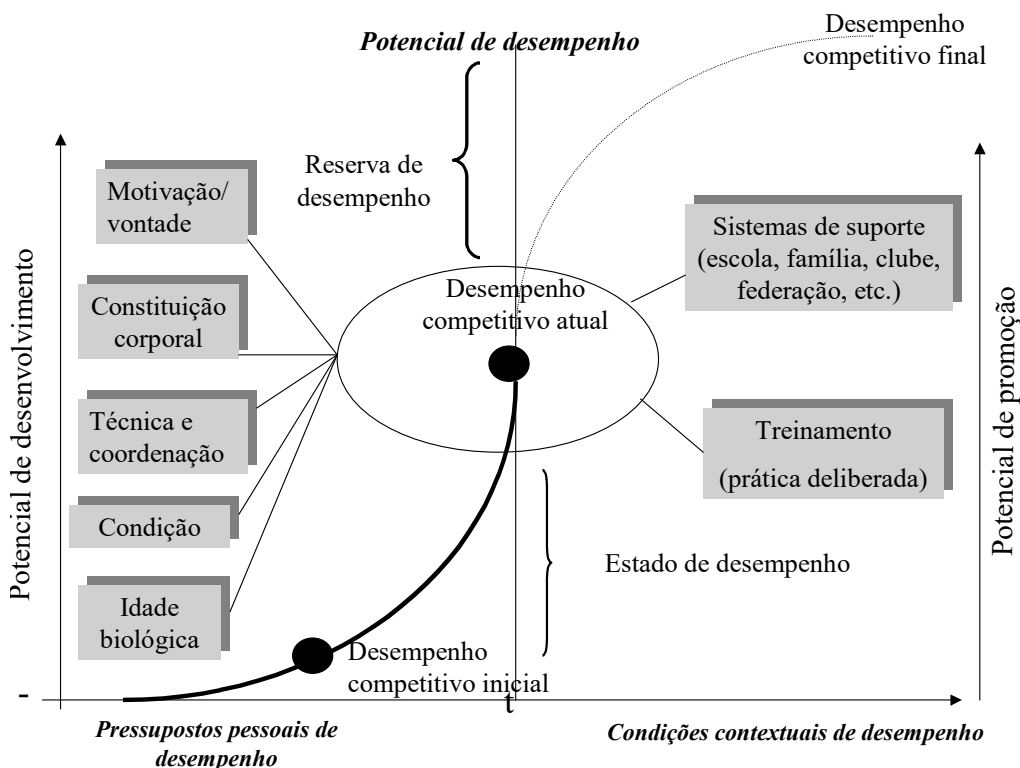 Desempenho
competitivo final
Potencial de desempenho
Reserva de
desempenho
Motivação/
vontade
Constituição
corporal
Técnica e
coordenação
Condição
Idade
biológica
Potencial de desenvolvimento
Desempenho
competitivo atual
Sistemas de suporte
(escola, família, clube,
federação, etc.)
Treinamento
(prática deliberada)
Potencial de promoção
Estado de desempenho
Desempenho
competitivo inicial
-
t
Pressupostos pessoais de
desempenho
Condições contextuais de desempenho